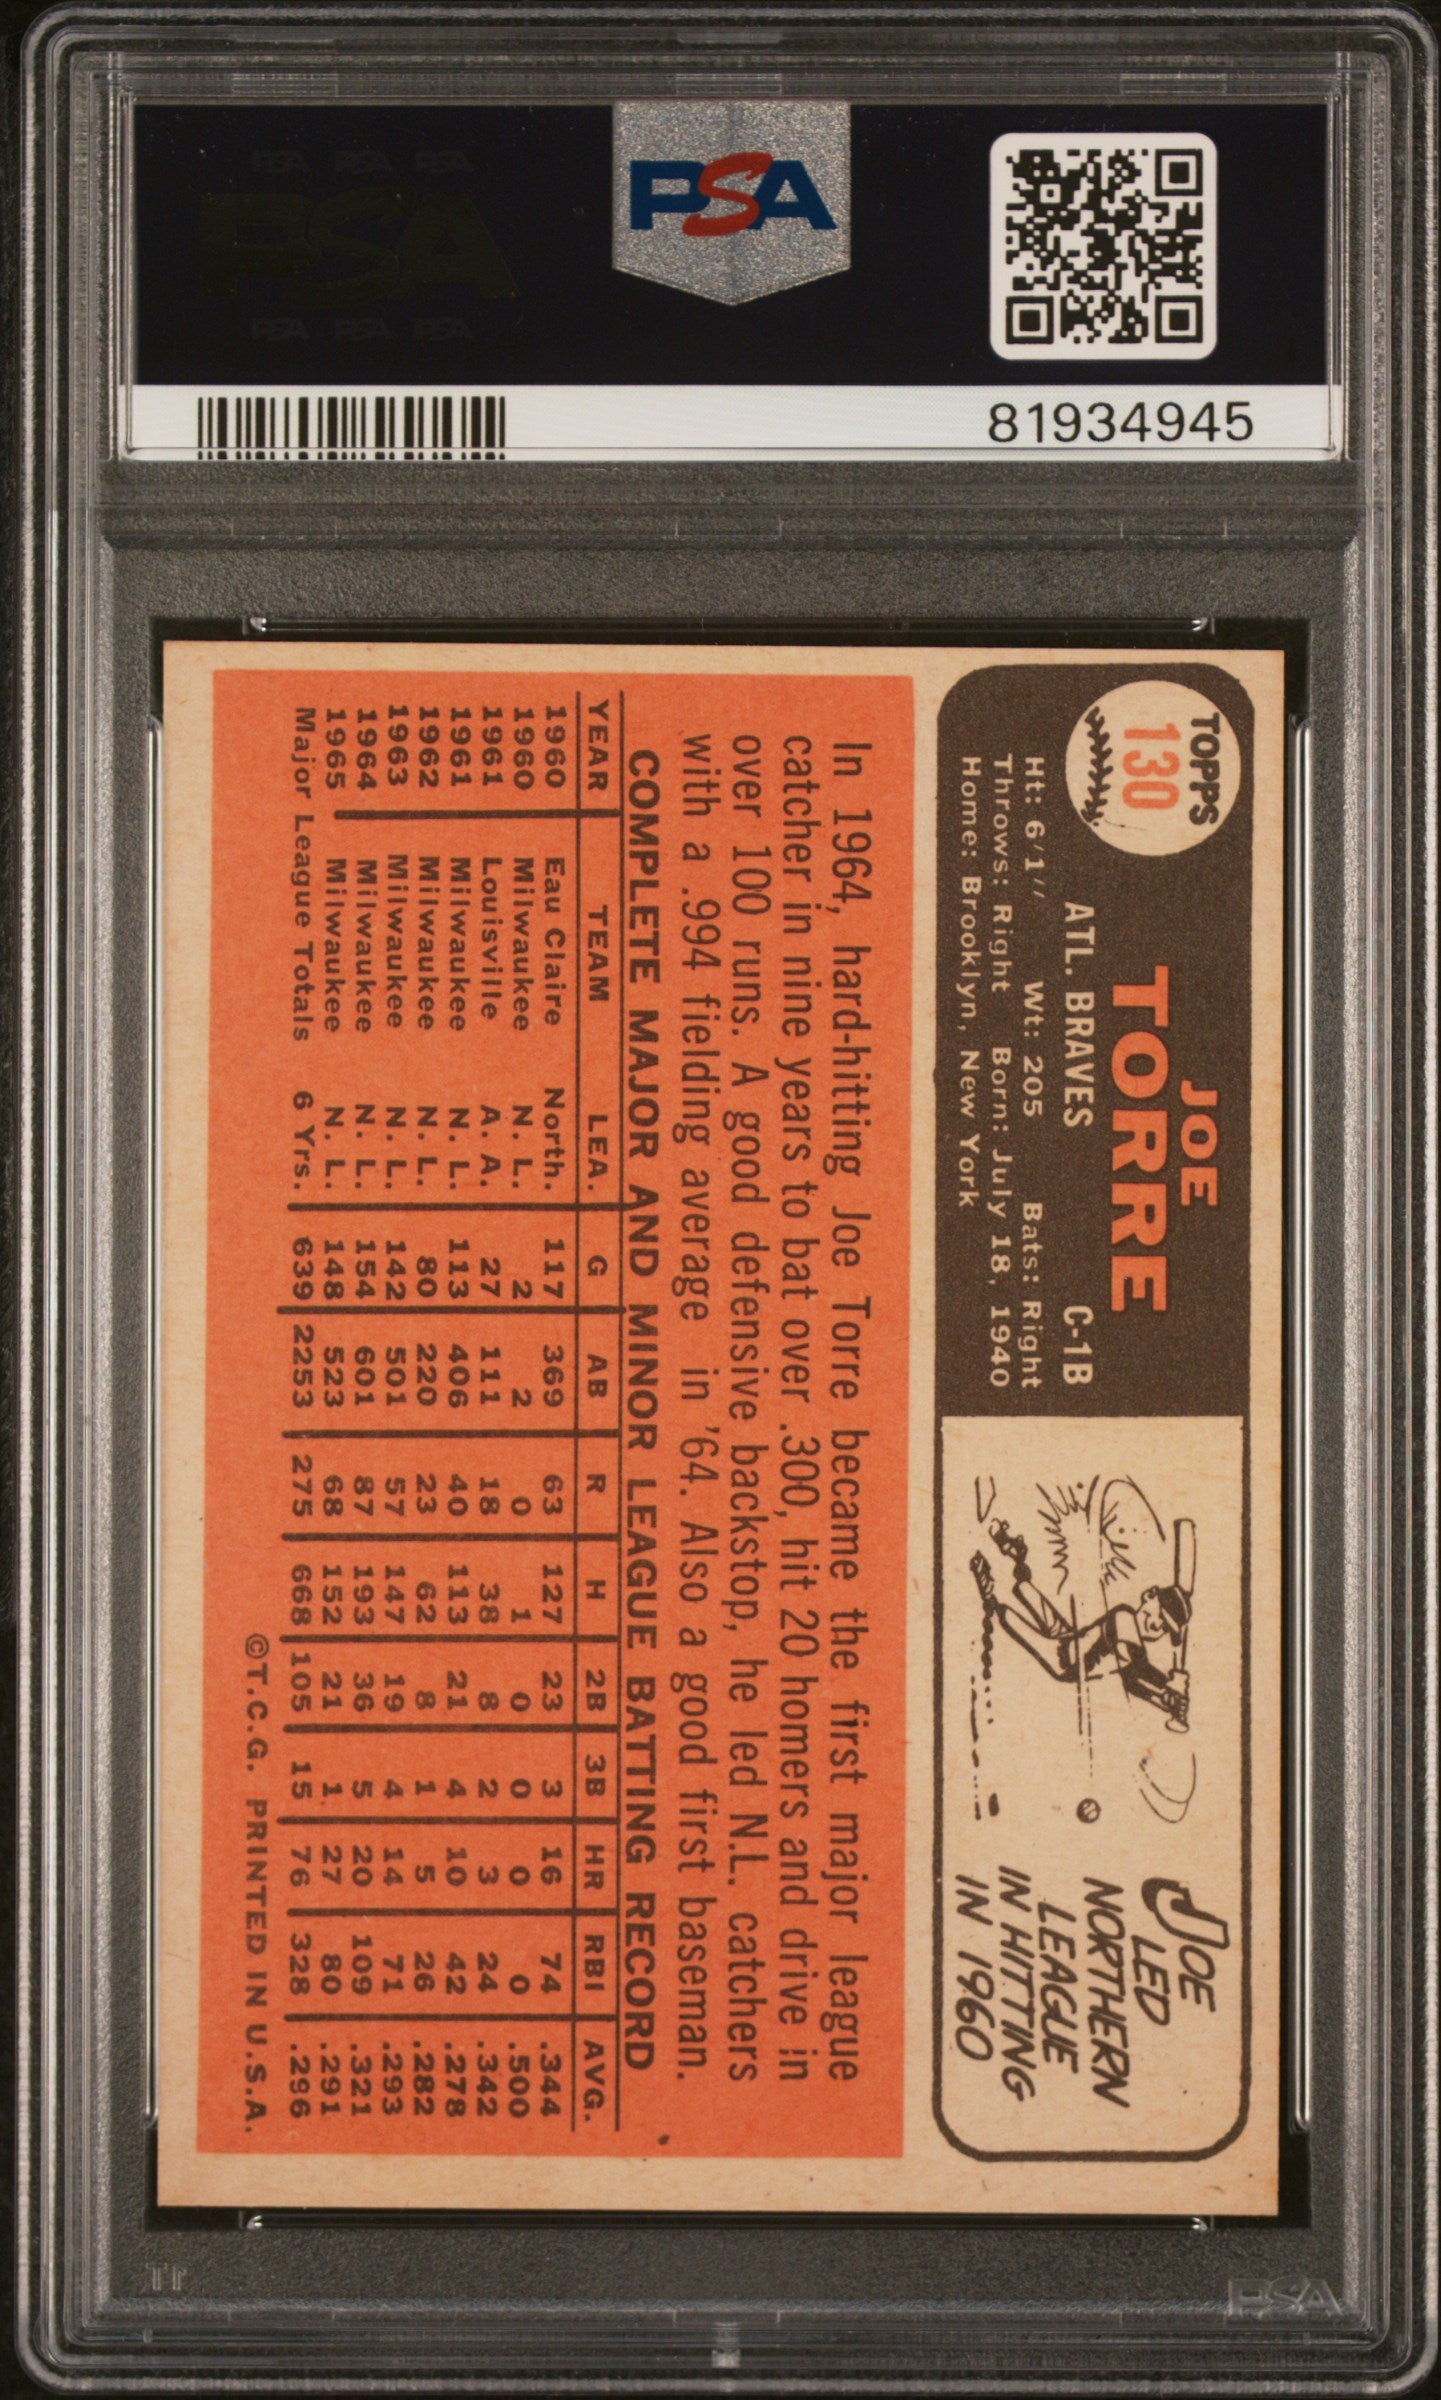 PSA PSA PSA
PSA
PSA PSA PSA
PSA
81934945
TOPPS
130
JOE
TORRE
ATL. BRAVES C-1B
Ht: 6'1" Wt: 205 Bats: Right
Throws: Right Born: July 18, 1940
Home: Brooklyn, New York
JOE
LED
NORTHERN
LEAGUE
IN HITTING
IN 1960
In 1964, hard-hitting Joe Torre became the first major league
catcher in nine years to bat over .300, hit 20 homers and drive in
over 100 runs. A good defensive backstop, he led N.L. catchers
with a .994 fielding average in '64. Also a good first baseman.
COMPLETE MAJOR AND MINOR LEAGUE BATTING RECORD
YEAR TEAM LEA. G AB R H 2B 3B HR RBI AVG.
1960 Eau Claire North. 117 369 63 127 23 3 16 74 .344
1960 Milwaukee N. L. 2 2 0 1 0 0 0 0 .500
1961 Louisville A. A. 27 111 18 38 8 2 3 24 .342
1961 Milwaukee N. L. 113 406 40 113 21 4 10 42 .278
1962 Milwaukee N. L. 80 220 23 62 8 1 5 26 .282
1963 Milwaukee N. L. 142 501 57 147 19 4 14 71 .293
1964 Milwaukee N. L. 154 601 87 193 36 5 20 109 .321
1965 Milwaukee N. L. 148 523 68 152 21 1 27 80 .291
Major League Totals 6 Yrs. 639 2253 275 668 105 15 76 328 .296
©T.C.G. PRINTED IN U.S.A.
PSA